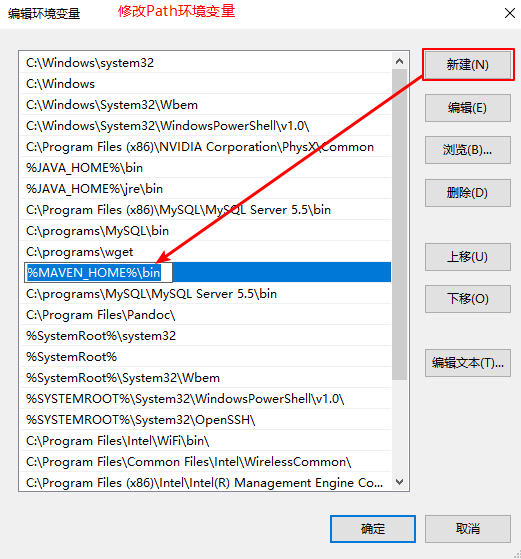 编辑环境变量
修改Path环境变量
C:\Windows\system32
C:\Windows
C:\Windows\System32\Wbem
C:\Windows\System32\WindowsPowerShell\v1.0\
C:\Program Files (x86)\NVIDIA Corporation\PhysX\Common
%JAVA_HOME%\bin
%JAVA_HOME%\jre\bin
C:\Program Files (x86)\MySQL\MySQL Server 5.5\bin
C:\programs\MySQL\bin
C:\programs\wget
%MAVEN_HOME%\bin
C:\programs\MySQL\MySQL Server 5.5\bin
C:\Program Files\Pandoc\
%SystemRoot%\system32
%SystemRoot%
%SystemRoot%\System32\Wbem
%SYSTEMROOT%\System32\WindowsPowerShell\v1.0\
%SYSTEMROOT%\System32\OpenSSH\
C:\Program Files\Intel\WiFi\bin\
C:\Program Files\Common Files\Intel\WirelessCommon\
C:\Program Files (x86)\Intel\Intel(R) Management Engine Co...
新建(N)
编辑(E)
浏览(B)...
删除(D)
上移(U)
下移(O)
编辑文本(T)...
确定
取消